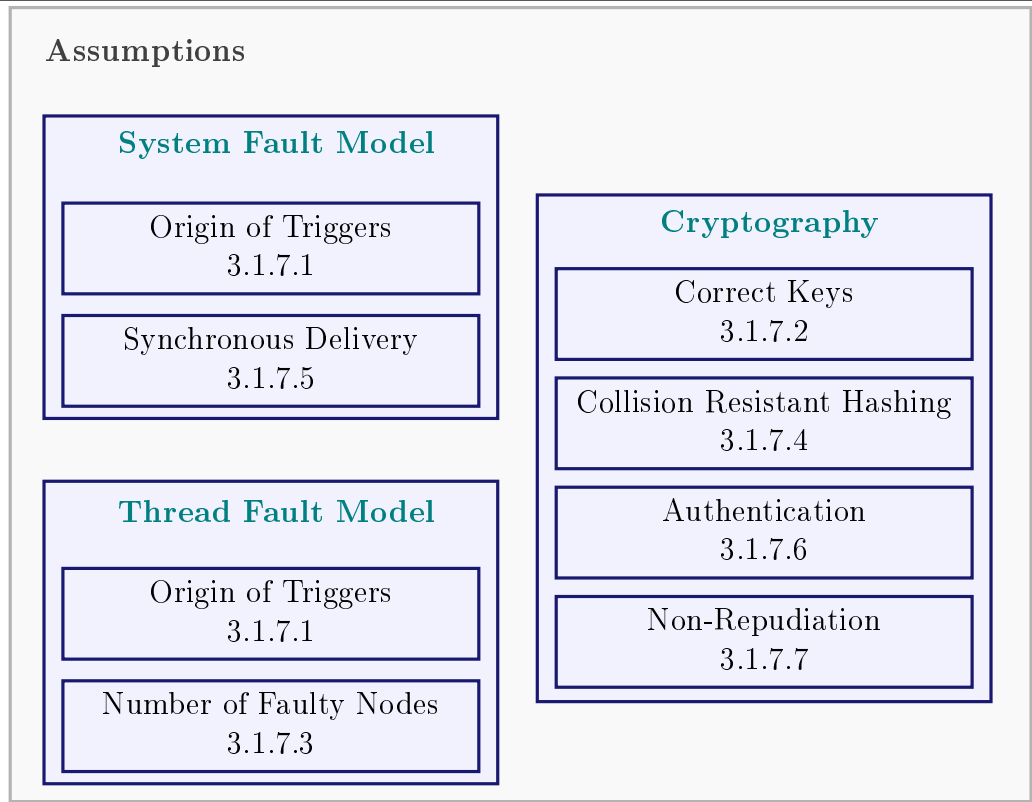 Assumptions
System Fault Model
Origin of Triggers
3.1.7.1
Synchronous Delivery
3.1.7.5
Thread Fault Model
Origin of Triggers
3.1.7.1
Number of Faulty Nodes
3.1.7.3
Cryptography
Correct Keys
3.1.7.2
Collision Resistant Hashing
3.1.7.4
Authentication
3.1.7.6
Non-Repudiation
3.1.7.7